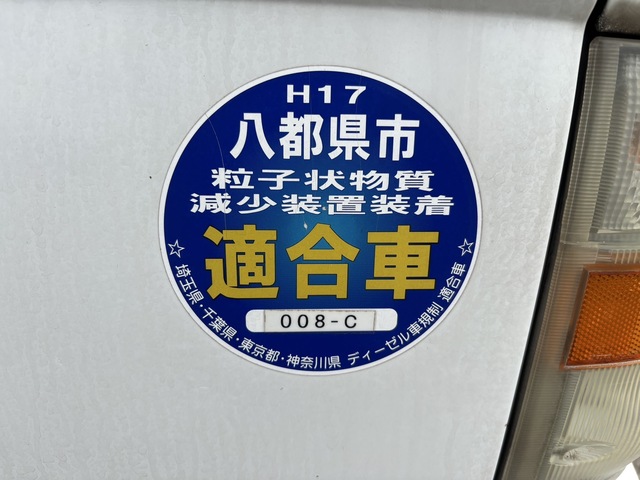 H17
八都県市
粒子状物質
減少装置装着
適合車
008-C
☆埼玉県・千葉県・東京都・神奈川県 ディーゼル車規制 適合車☆